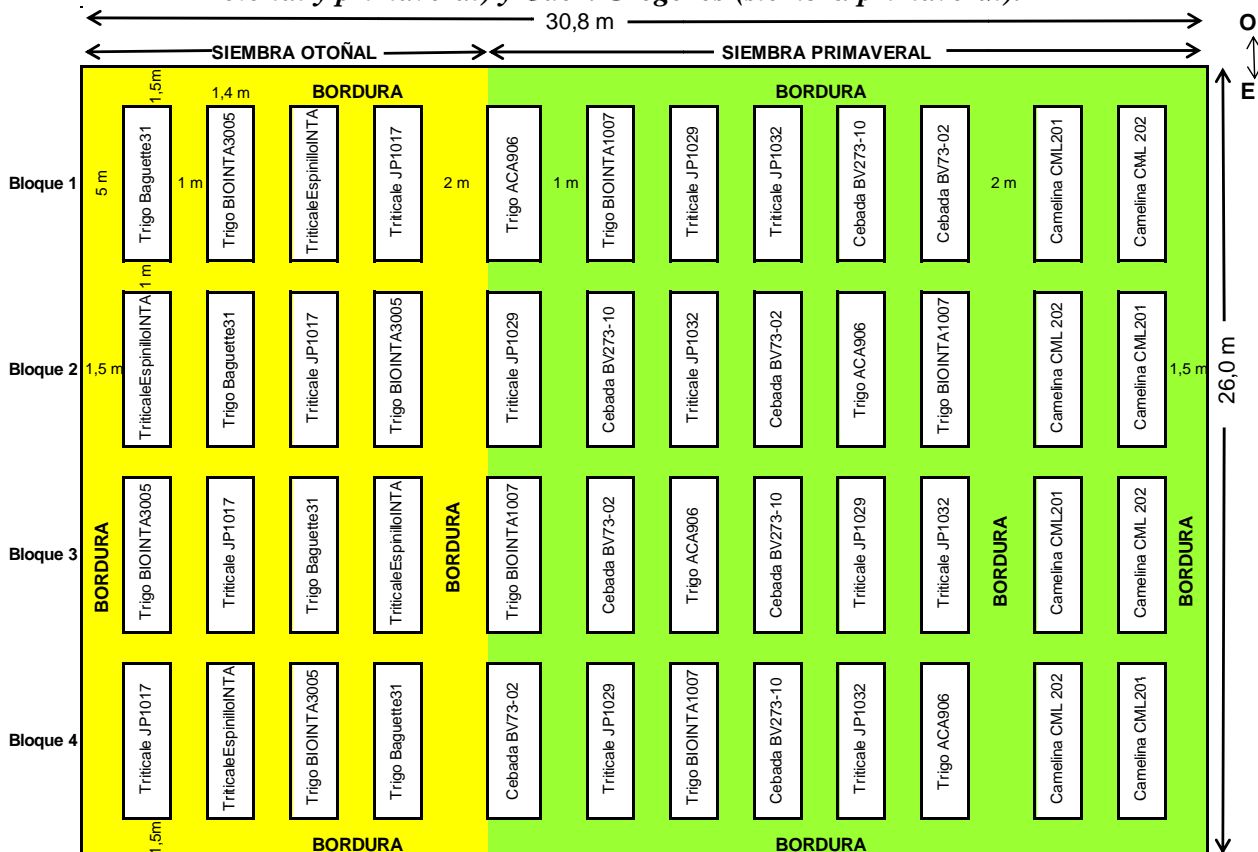 30,8 m
O
SIEMBRA OTOÑAL
SIEMBRA PRIMAVERAL
E
1,5m
1,4 m
BORDURA
BORDURA
Bloque 1
5 m
Trigo Baguette31
1 m
Trigo BIOINTA3005
TriticaleEspinilloINTA
Triticale JP1017
2 m
Trigo ACA906
1 m
Trigo BIOINTA1007
Triticale JP1029
Triticale JP1032
Cebada BV273-10
Cebada BV73-02
2 m
Camelina CML201
Camelina CML 202
1 m
Bloque 2
1,5 m
TriticaleEspinilloINTA
Trigo Baguette31
Triticale JP1017
Trigo BIOINTA3005
Triticale JP1029
Cebada BV273-10
Triticale JP1032
Cebada BV73-02
Trigo ACA906
Trigo BIOINTA1007
Camelina CML 202
Camelina CML201
1,5 m
26,0 m
Bloque 3
BORDURA
Trigo BIOINTA3005
Triticale JP1017
Trigo Baguette31
TriticaleEspinilloINTA
BORDURA
Trigo BIOINTA1007
Cebada BV73-02
Trigo ACA906
Cebada BV273-10
Triticale JP1029
Triticale JP1032
BORDURA
Camelina CML201
Camelina CML 202
BORDURA
Bloque 4
Triticale JP1017
TriticaleEspinilloINTA
Trigo BIOINTA3005
Trigo Baguette31
Cebada BV73-02
Triticale JP1029
Trigo BIOINTA1007
Cebada BV273-10
Triticale JP1032
Trigo ACA906
Camelina CML 202
Camelina CML201
1,5m
BORDURA
BORDURA